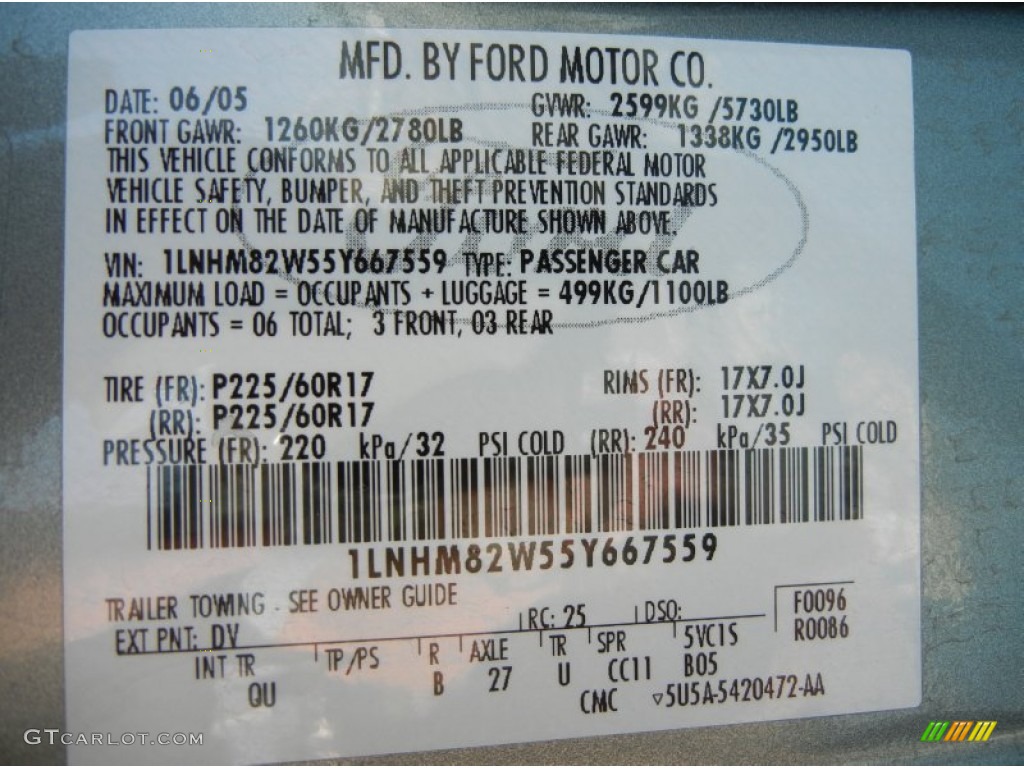 MFD. BY FORD MOTOR CO.
DATE: 06/05 GVWR: 2599KG /5730LB
FRONT GAWR: 1260KG/2780LB REAR GAWR: 1338KG /2950LB
THIS VEHICLE CONFORMS TO ALL APPLICABLE FEDERAL MOTOR
VEHICLE SAFETY, BUMPER, AND THEFT PREVENTION STANDARDS
IN EFFECT ON THE DATE OF MANUFACTURE SHOWN ABOVE.
VIN: 1LNHM82W55Y667559 TYPE: PASSENGER CAR
MAXIMUM LOAD = OCCUPANTS + LUGGAGE = 499KG/1100LB
OCCUPANTS = 06 TOTAL; 3 FRONT, 03 REAR
TIRE (FR): P225/60R17 RIMS (FR): 17X7.0J
(RR): P225/60R17 (RR): 17X7.0J
PRESSURE (FR): 220 kPa/32 PSI COLD (RR): 240 kPa/35 PSI COLD
1LNHM82W55Y667559
TRAILER TOWING - SEE OWNER GUIDE
EXT PNT: DV RC: 25 DSO: F0096
R0086
INT TR TP/PS R AXLE TR SPR 5VC1S
QU B 27 U CC11 B05
CMC ▽5U5A-5420472-AA
GTCARLOT.COM